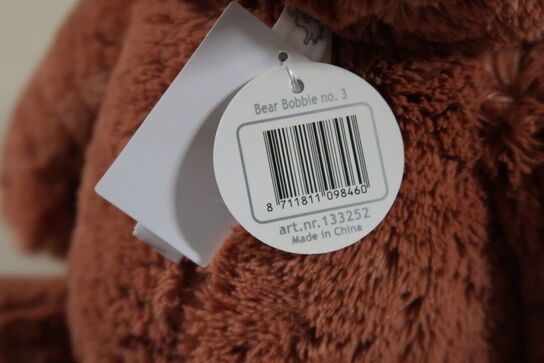 Bear Bobbie no. 3
8 711811 098460
art.nr.133252
Made in China